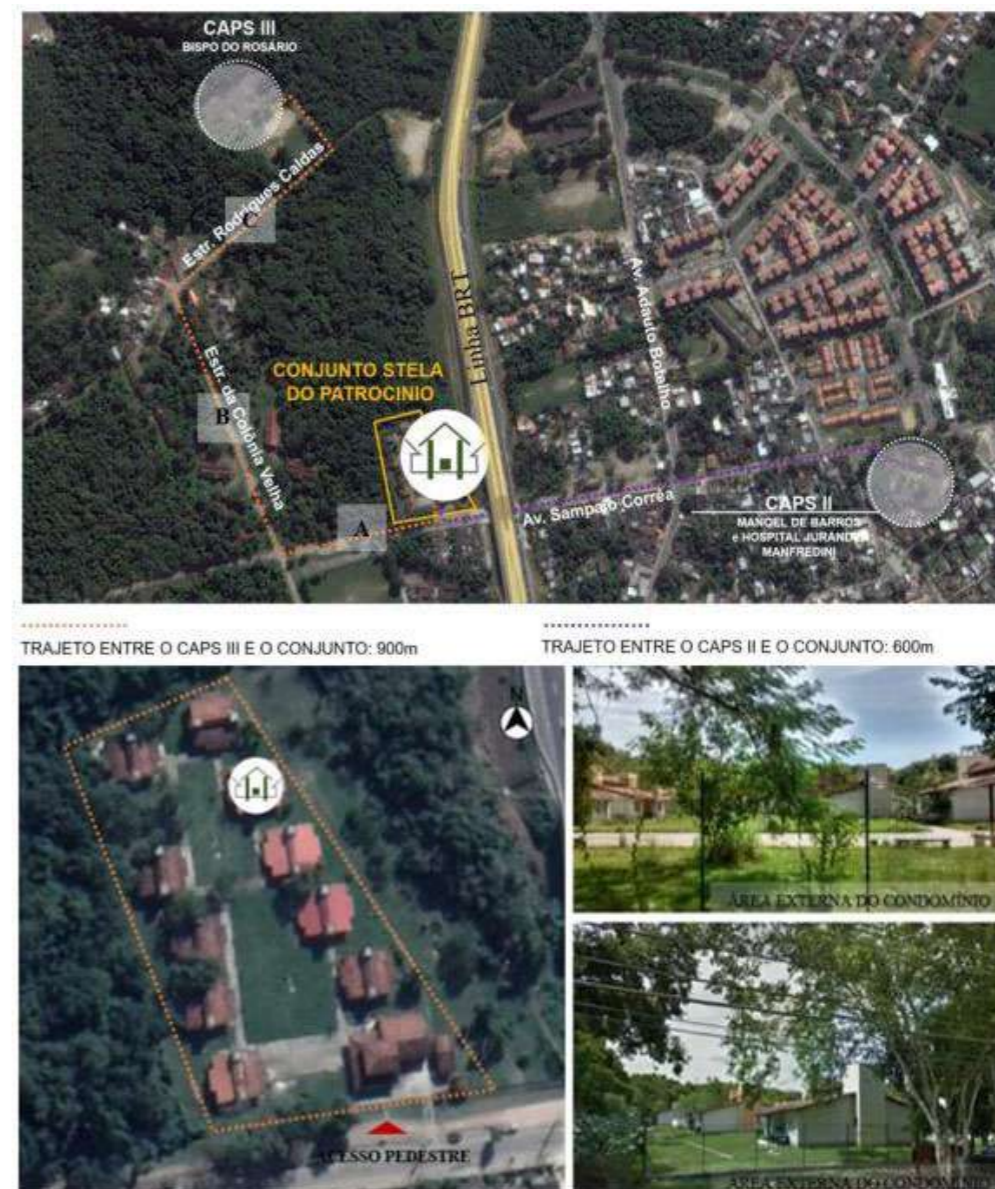 CAPS III
BISPO DO ROSÁRIO
Estr. Rodrigues Caldas
C
Linha BRT
Av. Adauto Botelho
CONJUNTO STELA
DO PATROCINIO
Estr. da Colônia Velha
B
A
Av. Sampaio Corrêa
CAPS II
MANOEL DE BARROS
e HOSPITAL JURANDYR
MANFREDINI
TRAJETO ENTRE O CAPS III E O CONJUNTO: 900m
TRAJETO ENTRE O CAPS II E O CONJUNTO: 600m
N
ACESSO PEDESTRE
ÁREA EXTERNA DO CONDOMÍNIO
ÁREA EXTERNA DO CONDOMÍNIO